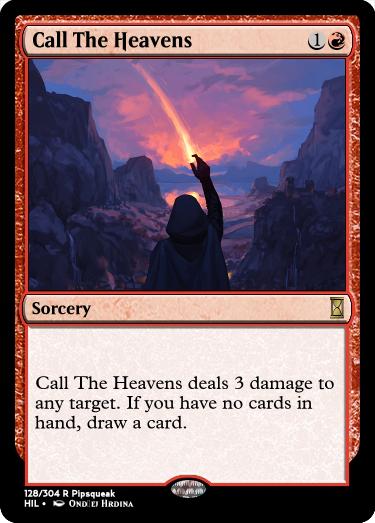 Call The Heavens 1
Sorcery
Call The Heavens deals 3 damage to
any target. If you have no cards in
hand, draw a card.
128/304 R Pipsqueak
HIL •
Hrdina